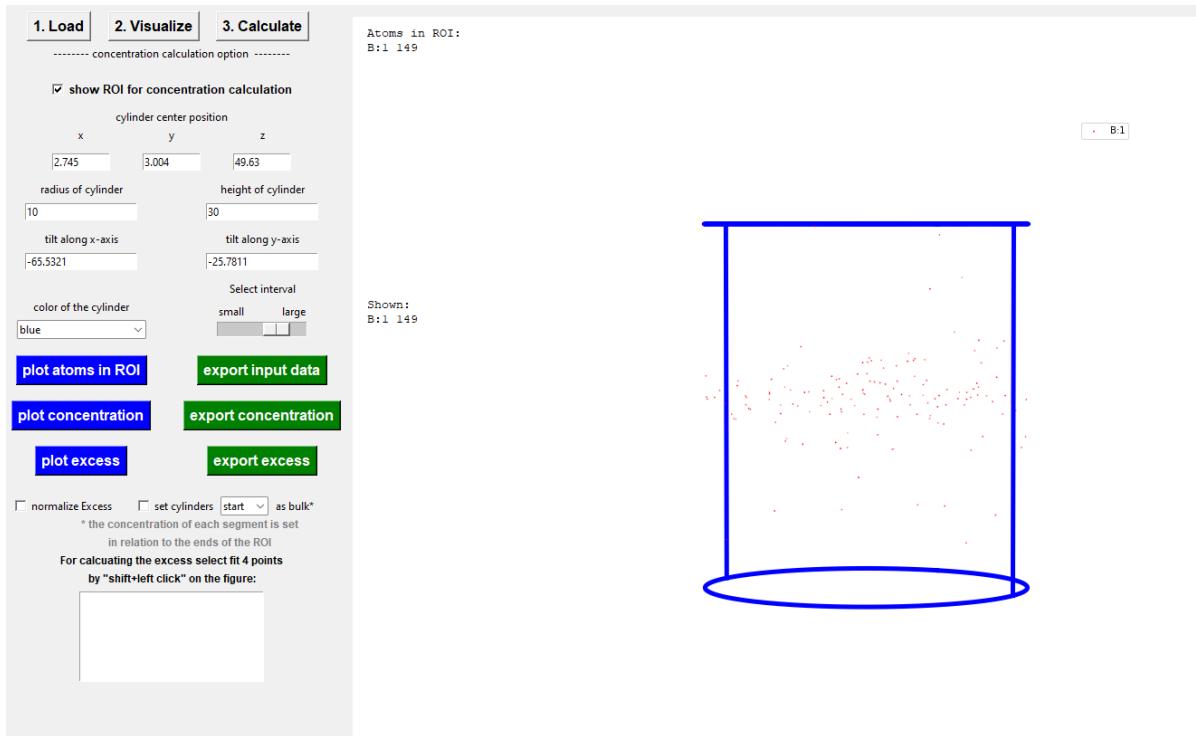 1. Load 2. Visualize 3. Calculate
-------- concentration calculation option --------
show ROI for concentration calculation
cylinder center position
x y z
2.745 3.004 49.63
radius of cylinder height of cylinder
10 30
tilt along x-axis tilt along y-axis
-65.5321 -25.7811
Select interval
color of the cylinder small large
blue
plot atoms in ROI export input data
plot concentration export concentration
plot excess export excess
normalize Excess set cylinders start as bulk*
* the concentration of each segment is set
in relation to the ends of the ROI
For calcuating the excess select fit 4 points
by "shift+left click" on the figure:
Atoms in ROI:
B:1 149
B:1
Shown:
B:1 149